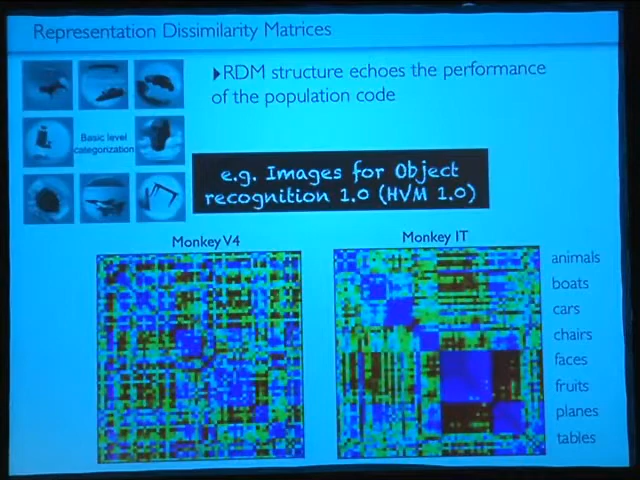 Representation Dissimilarity Matrices
RDM structure echoes the performance
of the population code
Basic level
categorization
e.g. Images for Object
recognition 1.0 (HVM 1.0)
Monkey V4
Monkey IT
animals
boats
cars
chairs
faces
fruits
planes
tables